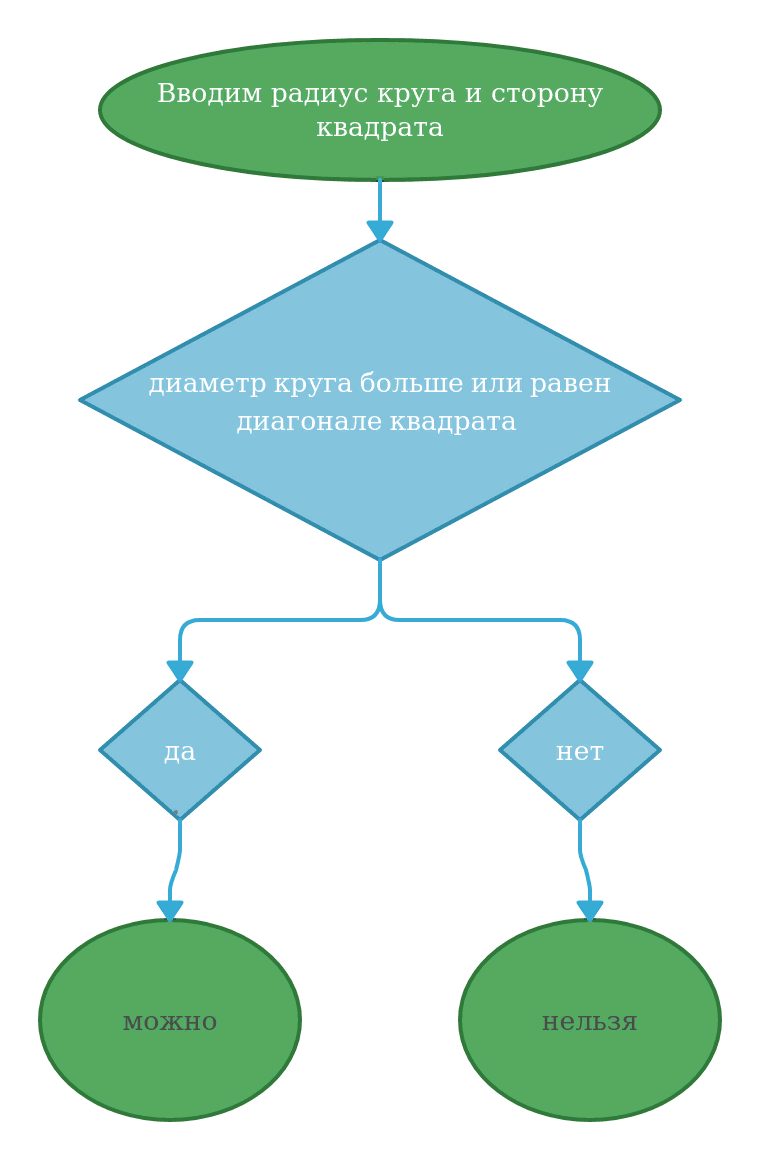 Вводим радиус круга и сторону
квадрата
диаметр круга больше или равен
диагонале квадрата
да
нет
можно
нельзя